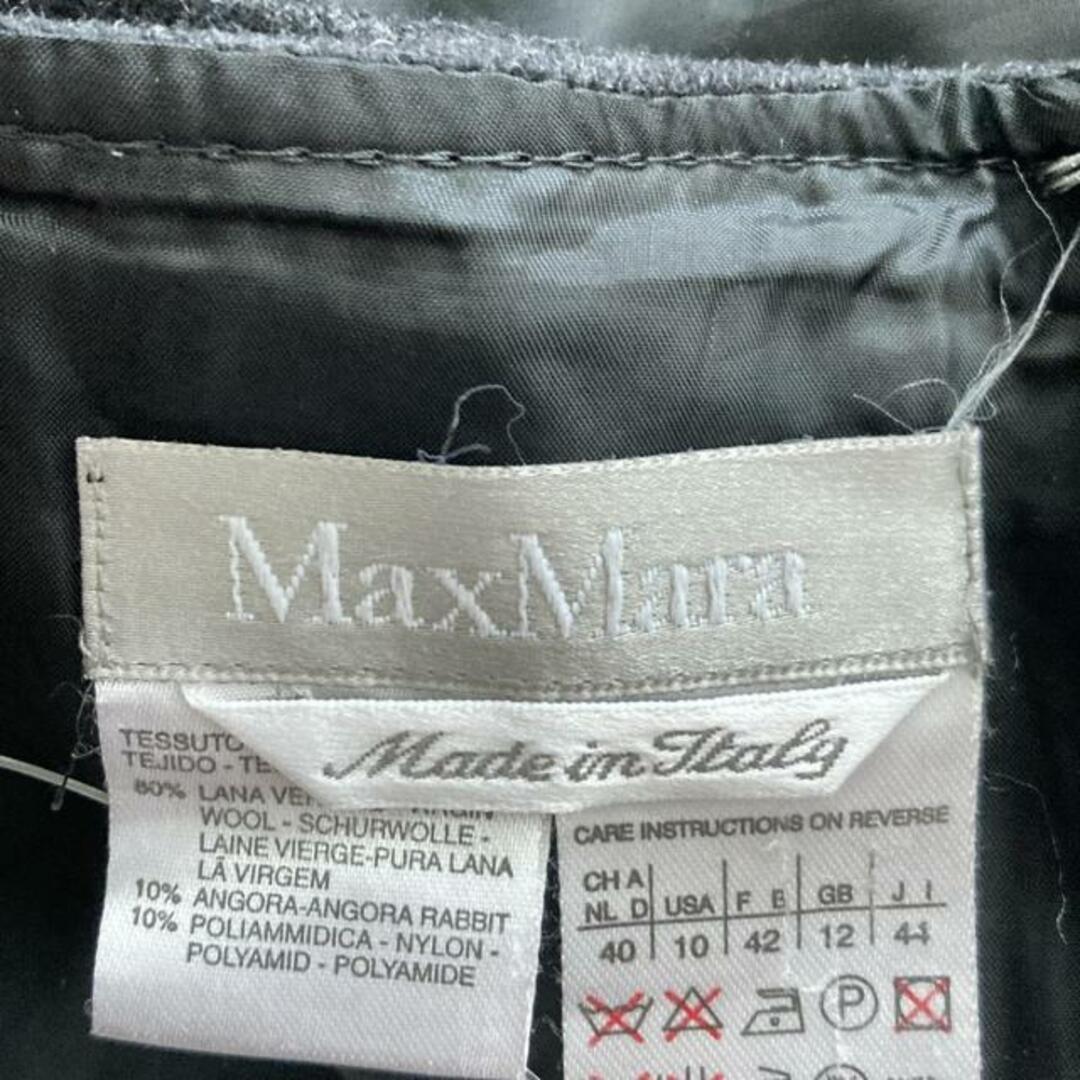 MaxMara
Made in Italy
TESSUTO
TEJIDO -
80% LANA
WOOL - SCHURWOLLE -
LAINE VIERGE-PURA LANA
LÃ VIRGEM
10% ANGORA-ANGORA RABBIT
10% POLIAMMIDICA - NYLON -
POLYAMID - POLYAMIDE
CARE INSTRUCTIONS ON REVERSE
CH A F B GB J I
NL D USA
40 10 42 12 44
P